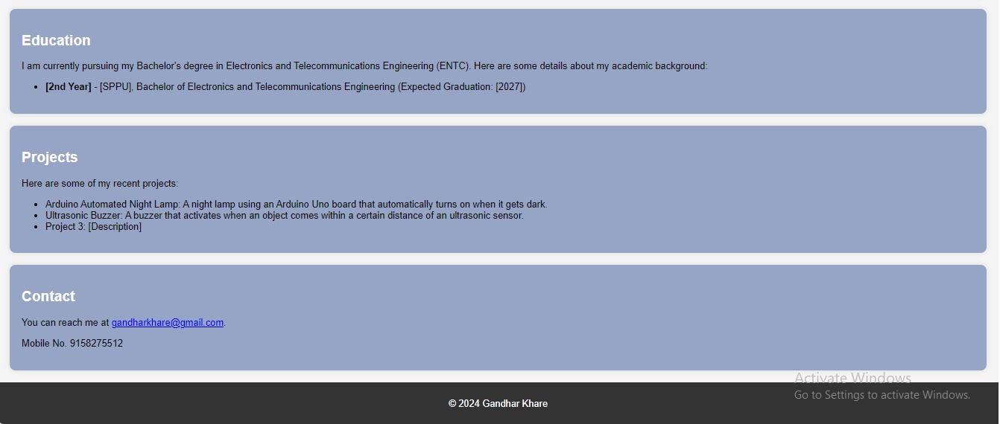 Education
I am currently pursuing my Bachelor's degree in Electronics and Telecommunications Engineering (ENTC). Here are some details about my academic background:
• [2nd Year] - [SPPU], Bachelor of Electronics and Telecommunications Engineering (Expected Graduation: [2027])
Projects
Here are some of my recent projects:
• Arduino Automated Night Lamp: A night lamp using an Arduino Uno board that automatically turns on when it gets dark.
• Ultrasonic Buzzer: A buzzer that activates when an object comes within a certain distance of an ultrasonic sensor.
• Project 3: [Description]
Contact
You can reach me at gandharkhare@gmail.com.
Mobile No. 9158275512
Activate Windows
Go to Settings to activate Windows.
© 2024 Gandhar Khare